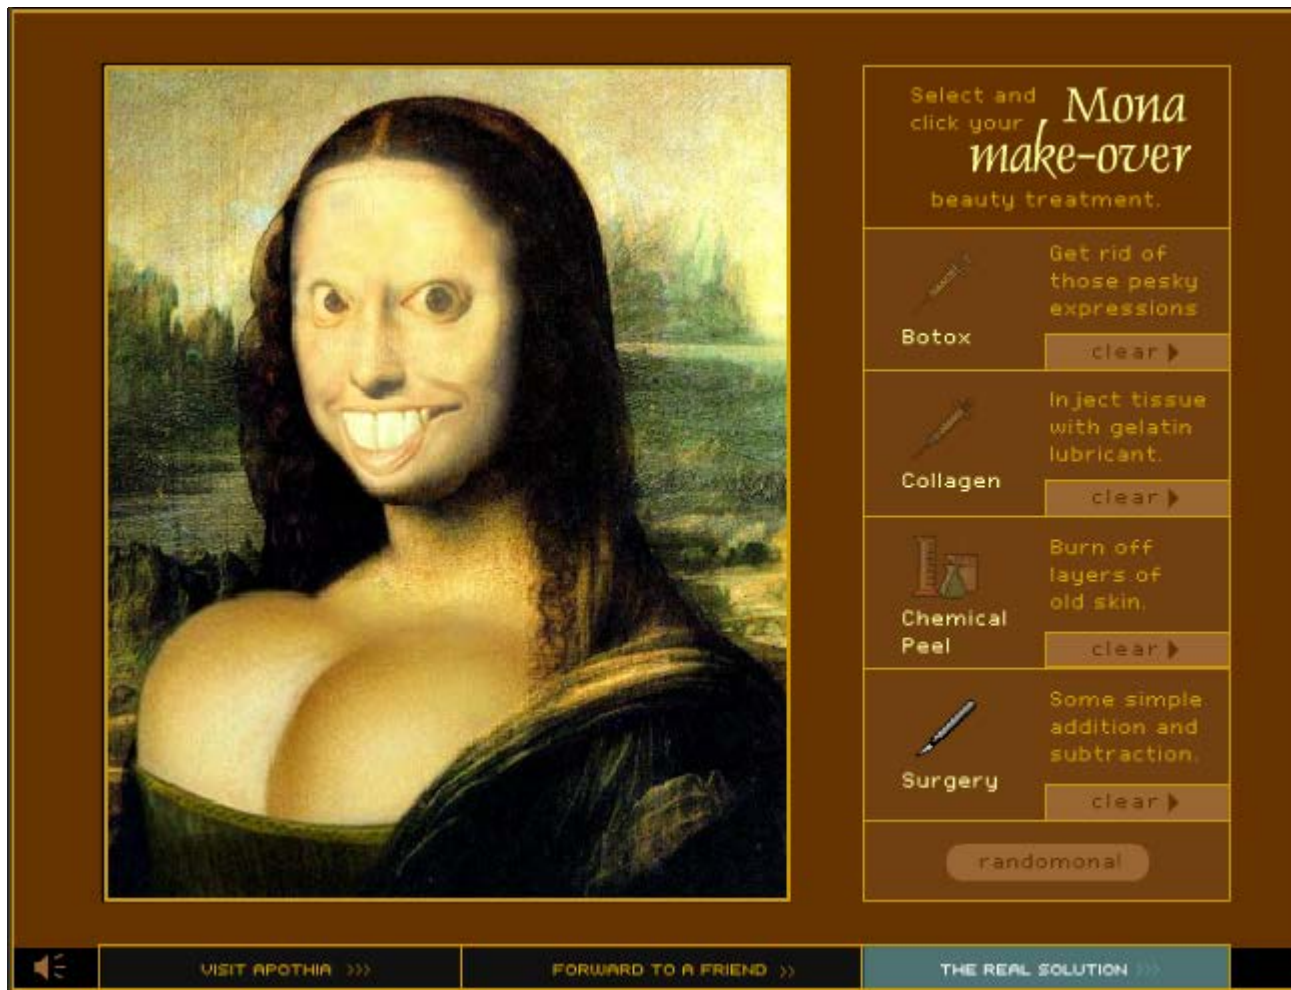 Select and
click your
Mona
make-over
beauty treatment.
Get rid of
those pesky
expressions
Botox
clear
Inject tissue
with gelatin
lubricant.
Collagen
clear
Burn off
layers of
old skin.
Chemical
Peel
clear
Some simple
addition and
subtraction.
Surgery
clear
randomona!
VISIT APOTHIA >>>
FORWARD TO A FRIEND >>
THE REAL SOLUTION >>>